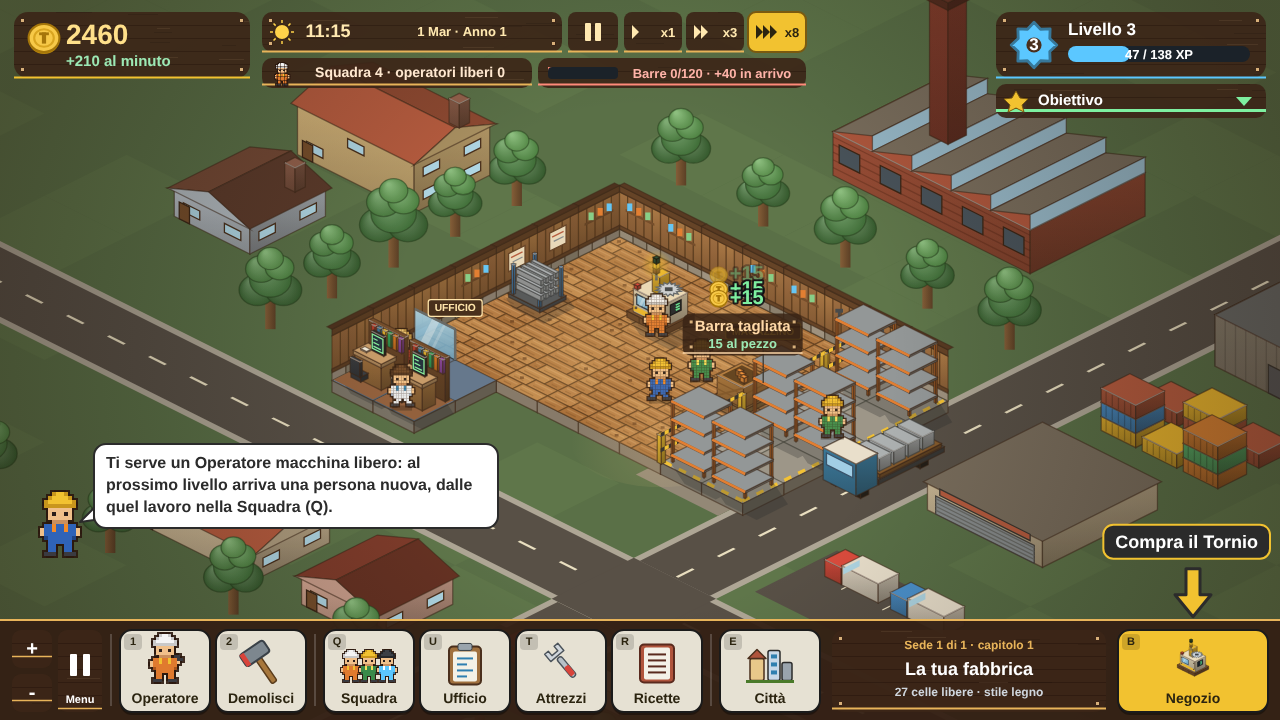 2460
+210 al minuto
11:15
1 Mar · Anno 1
x1
x3
x8
Squadra 4 · operatori liberi 0
Barre 0/120 · +40 in arrivo
3
Livello 3
47 / 138 XP
Obiettivo
UFFICIO
+15
+15
+15
Barra tagliata
15 al pezzo
Ti serve un Operatore macchina libero: al
prossimo livello arriva una persona nuova, dalle
quel lavoro nella Squadra (Q).
Compra il Tornio
+
-
Menu
1
Operatore
2
Demolisci
Q
Squadra
U
Ufficio
T
Attrezzi
R
Ricette
E
Città
Sede 1 di 1 · capitolo 1
La tua fabbrica
27 celle libere · stile legno
B
Negozio